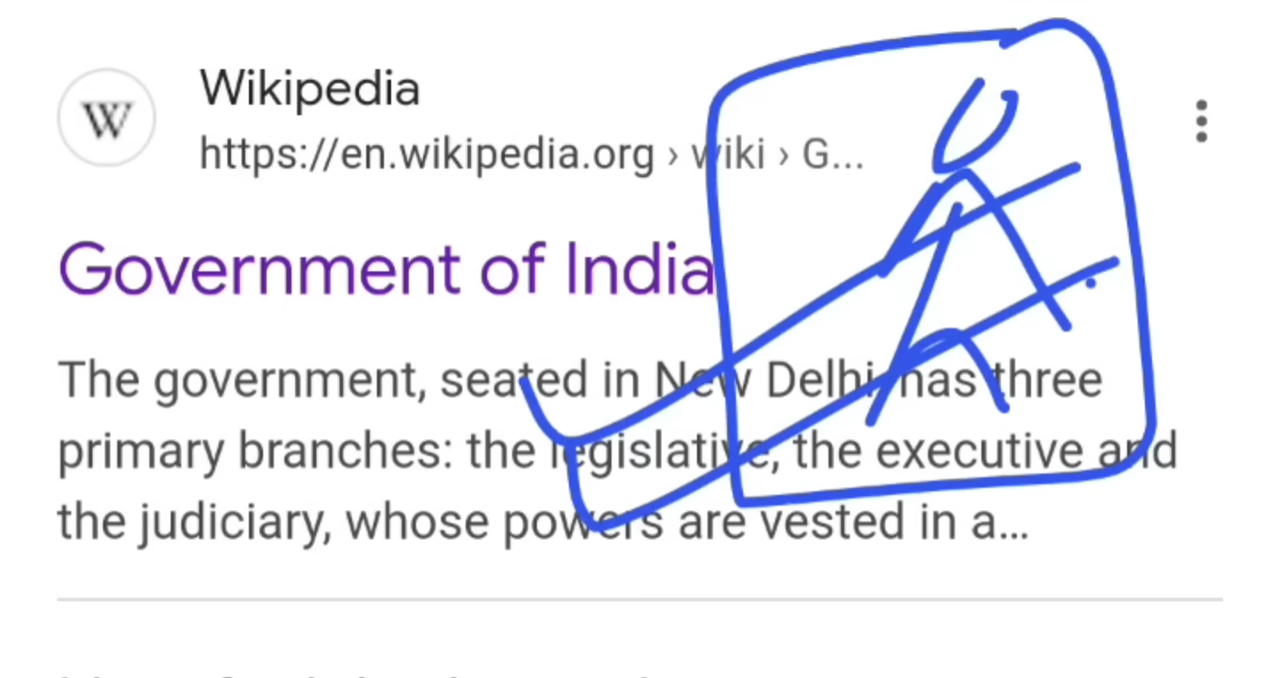 W
Wikipedia
https://en.wikipedia.org › wiki › G...
Government of India
The government, seated in New Delhi, has three
primary branches: the legislative, the executive and
the judiciary, whose powers are vested in a...